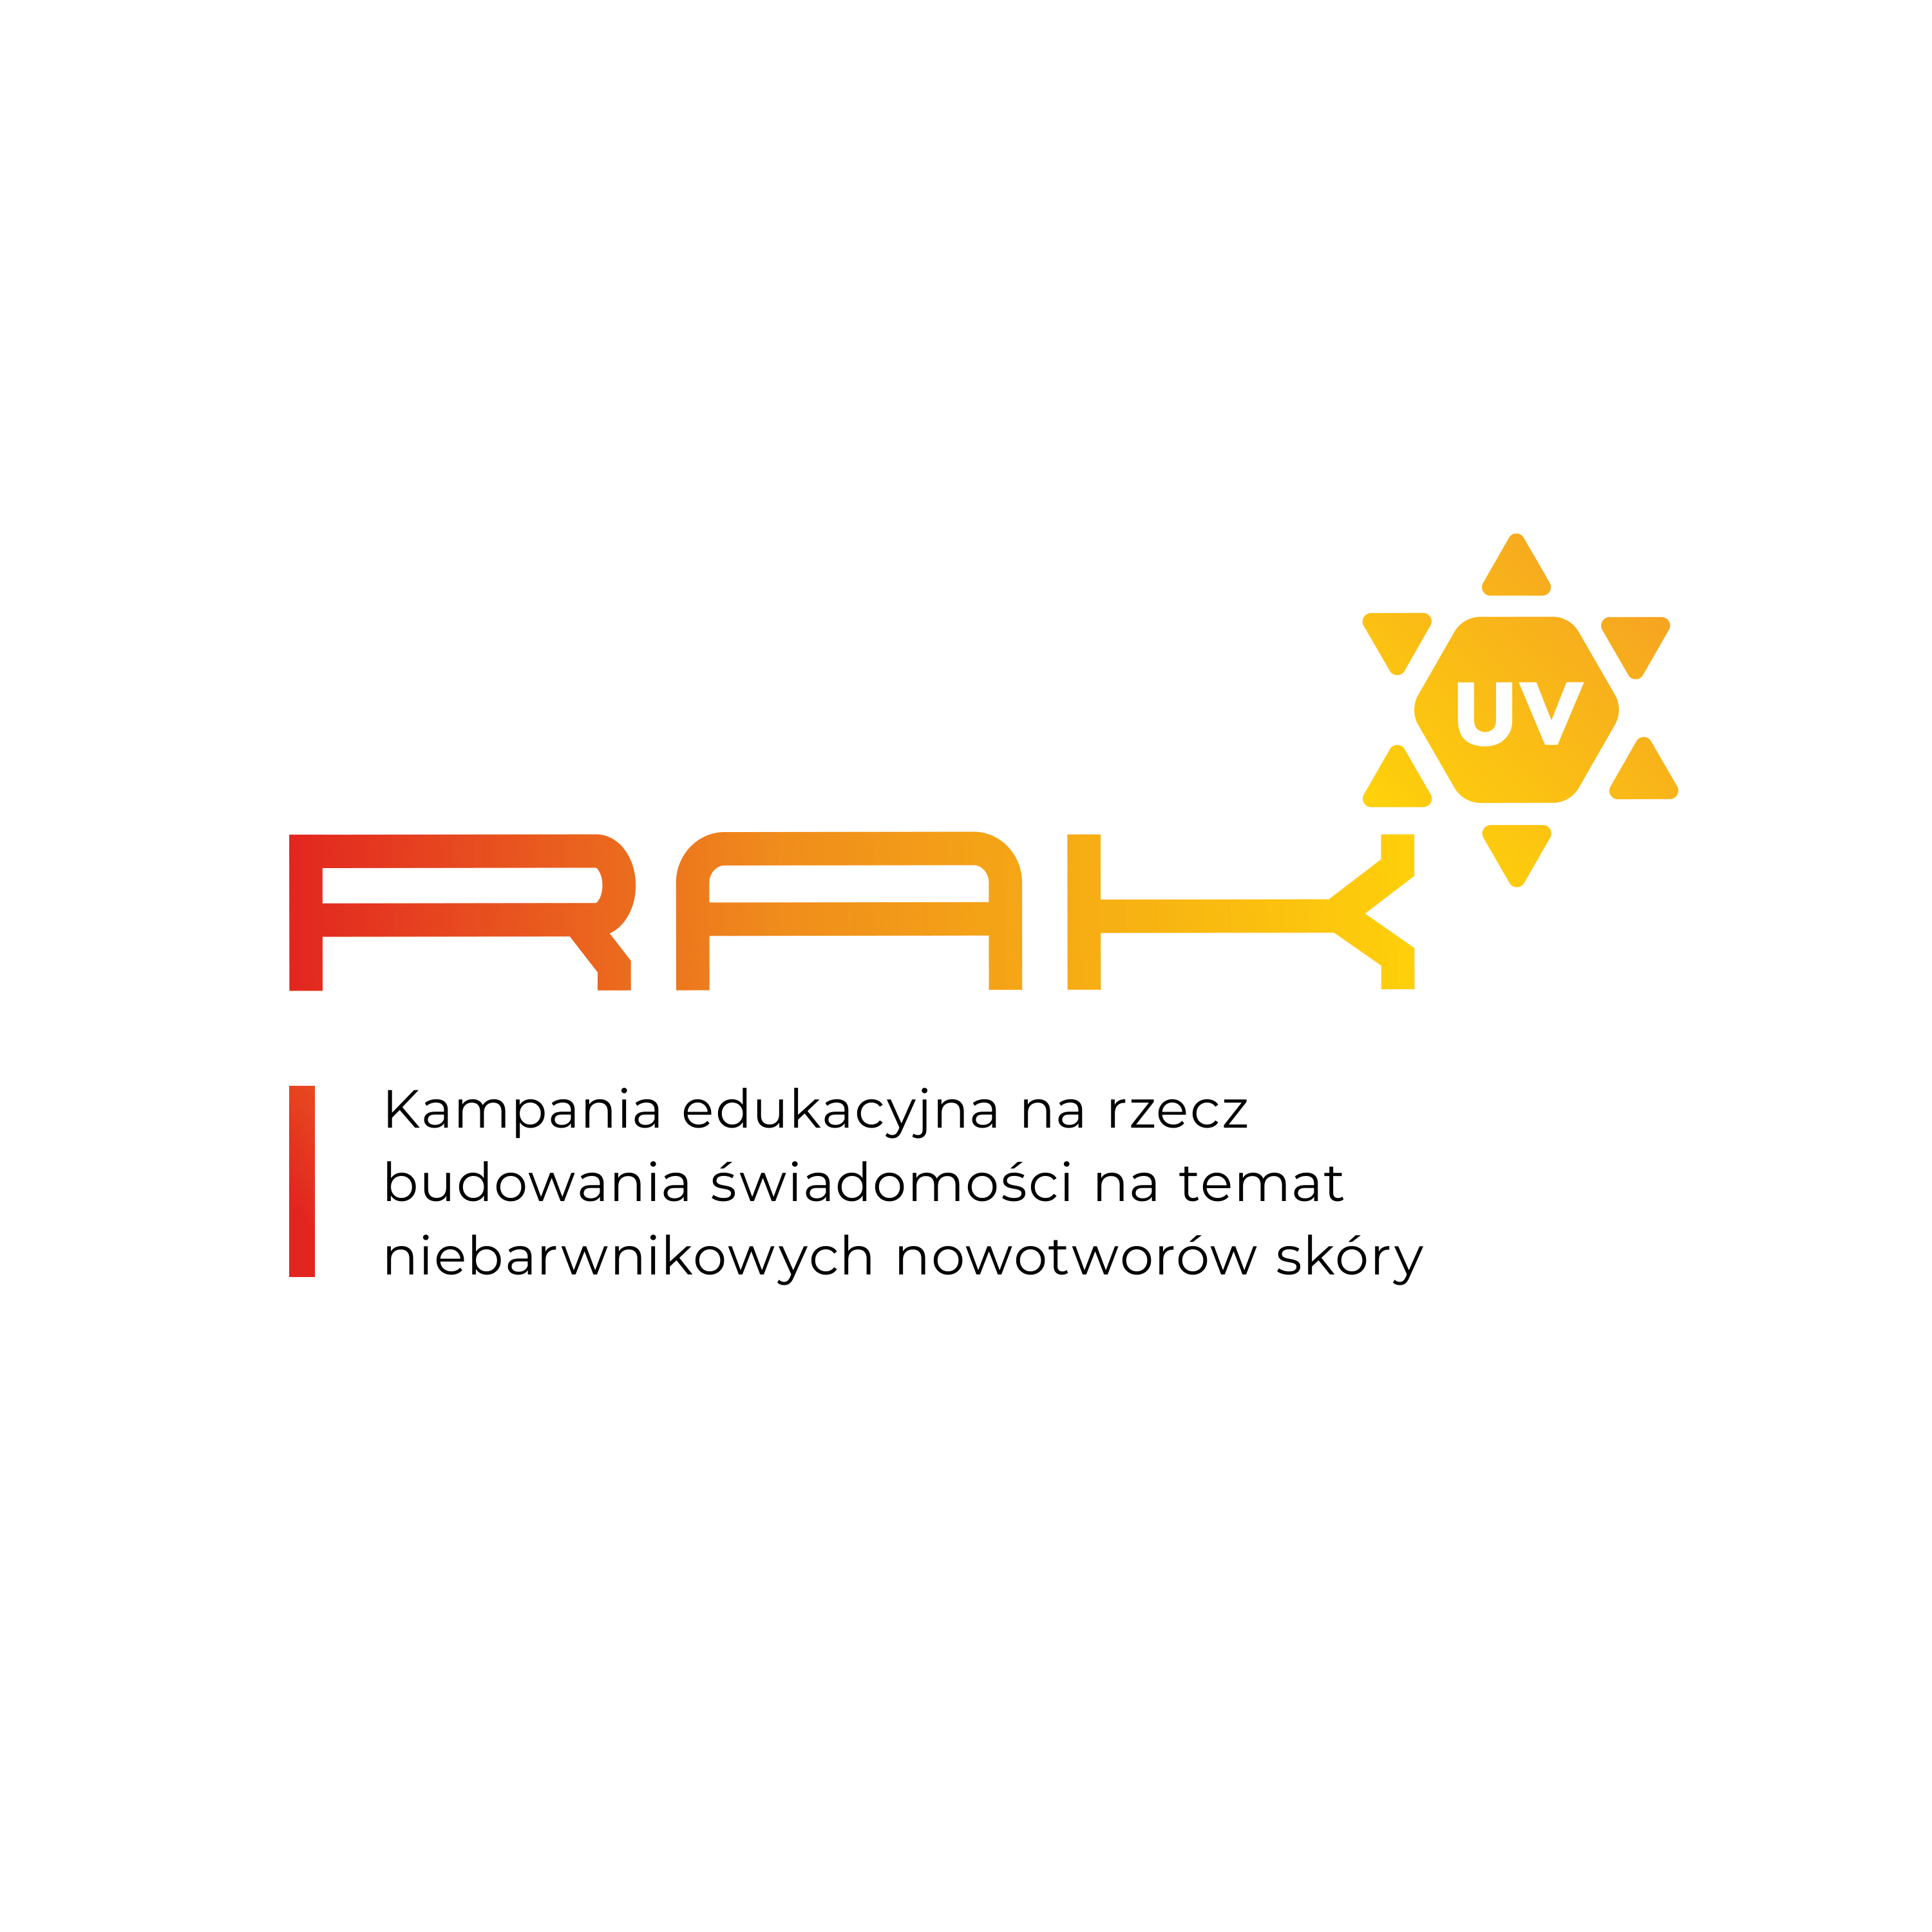 UV
RAK
Kampania edukacyjna na rzecz
budowania świadomości na temat
niebarwnikowych nowotworów skóry